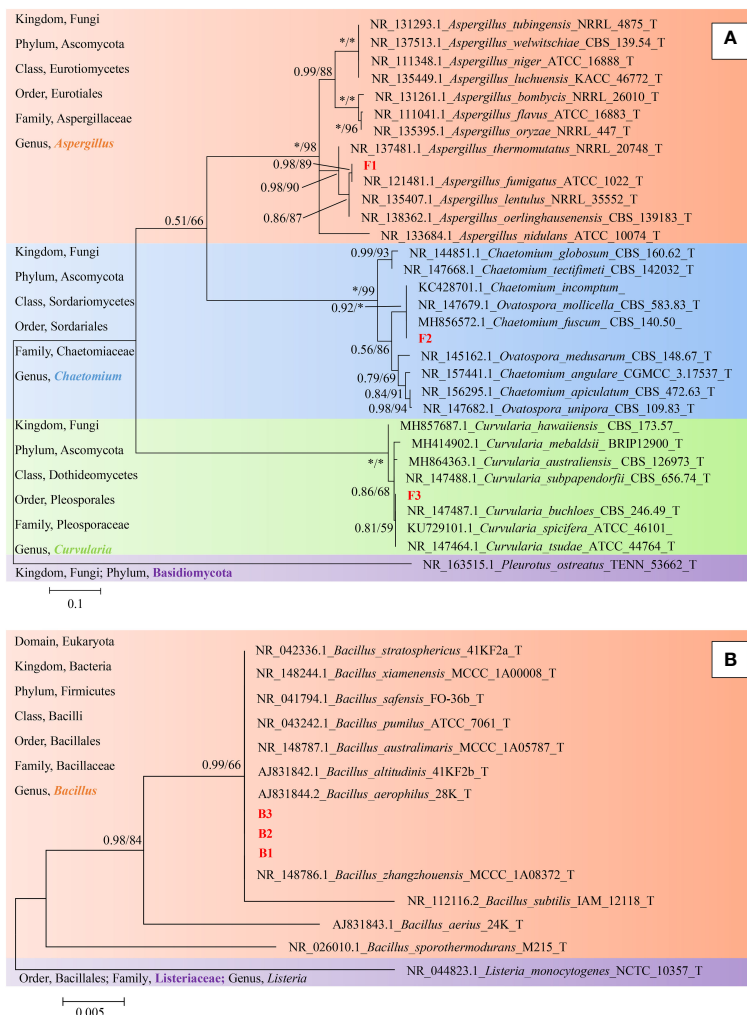 A
Kingdom, Fungi
Phylum, Ascomycota
Class, Eurotiomycetes
Order, Eurotiales
Family, Aspergillaceae
Genus, Aspergillus
NR_131293.1_Aspergillus_tubingensis_NRRL_4875_T
NR_137513.1_Aspergillus_welwitschiae_CBS_139.54_T
NR_111348.1_Aspergillus_niger_ATCC_16888_T
NR_135449.1_Aspergillus_luchuensis_KACC_46772_T
NR_131261.1_Aspergillus_bombycis_NRRL_26010_T
NR_111041.1_Aspergillus_flavus_ATCC_16883_T
NR_135395.1_Aspergillus_oryzae_NRRL_447_T
NR_137481.1_Aspergillus_thermomutatus_NRRL_20748_T
F1
NR_121481.1_Aspergillus_fumigatus_ATCC_1022_T
NR_135407.1_Aspergillus_lentulus_NRRL_35552_T
NR_138362.1_Aspergillus_oerlinghausenensis_CBS_139183_T
NR_133684.1_Aspergillus_nidulans_ATCC_10074_T
*/*
0.99/88
*/*
*/96
*/98
0.98/89
0.98/90
0.86/87
0.51/66
Kingdom, Fungi
Phylum, Ascomycota
Class, Sordariomycetes
Order, Sordariales
Family, Chaetomiaceae
Genus, Chaetomium
NR_144851.1_Chaetomium_globosum_CBS_160.62_T
NR_147668.1_Chaetomium_tectifimeti_CBS_142032_T
KC428701.1_Chaetomium_incomptum_
NR_147679.1_Ovatospora_mollicella_CBS_583.83_T
MH856572.1_Chaetomium_fuscum_CBS_140.50_
F2
NR_145162.1_Ovatospora_medusarum_CBS_148.67_T
NR_157441.1_Chaetomium_angulare_CGMCC_3.17537_T
NR_156295.1_Chaetomium_apiculatum_CBS_472.63_T
NR_147682.1_Ovatospora_unipora_CBS_109.83_T
0.99/93
*/99
0.92/*
0.56/86
0.79/69
0.84/91
0.98/94
Kingdom, Fungi
Phylum, Ascomycota
Class, Dothideomycetes
Order, Pleosporales
Family, Pleosporaceae
Genus, Curvularia
MH857687.1_Curvularia_hawaiiensis_CBS_173.57_
MH414902.1_Curvularia_mebaldsii_BRIP12900_T
MH864363.1_Curvularia_australiensis_CBS_126973_T
NR_147488.1_Curvularia_subpapendorfii_CBS_656.74_T
F3
NR_147487.1_Curvularia_buchloes_CBS_246.49_T
KU729101.1_Curvularia_spicifera_ATCC_46101_
NR_147464.1_Curvularia_tsudae_ATCC_44764_T
*/*
0.86/68
0.81/59
NR_163515.1_Pleurotus_ostreatus_TENN_53662_T
Kingdom, Fungi; Phylum, Basidiomycota
0.1
B
Domain, Eukaryota
Kingdom, Bacteria
Phylum, Firmicutes
Class, Bacilli
Order, Bacillales
Family, Bacillaceae
Genus, Bacillus
NR_042336.1_Bacillus_stratosphericus_41KF2a_T
NR_148244.1_Bacillus_xiamenensis_MCCC_1A00008_T
NR_041794.1_Bacillus_safensis_FO-36b_T
NR_043242.1_Bacillus_pumilus_ATCC_7061_T
NR_148787.1_Bacillus_australimaris_MCCC_1A05787_T
AJ831842.1_Bacillus_altitudinis_41KF2b_T
AJ831844.2_Bacillus_aerophilus_28K_T
B3
B2
B1
NR_148786.1_Bacillus_zhangzhouensis_MCCC_1A08372_T
NR_112116.2_Bacillus_subtilis_IAM_12118_T
AJ831843.1_Bacillus_aerius_24K_T
NR_026010.1_Bacillus_sporothermodurans_M215_T
0.99/66
0.98/84
NR_044823.1_Listeria_monocytogenes_NCTC_10357_T
Order, Bacillales; Family, Listeriaceae; Genus, Listeria
0.005